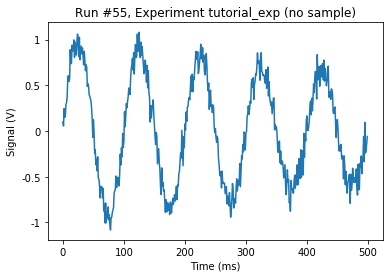 Run #55, Experiment tutorial_exp (no sample)
Signal (V)
1
0.5
0
-0.5
-1
0 100 200 300 400 500
Time (ms)